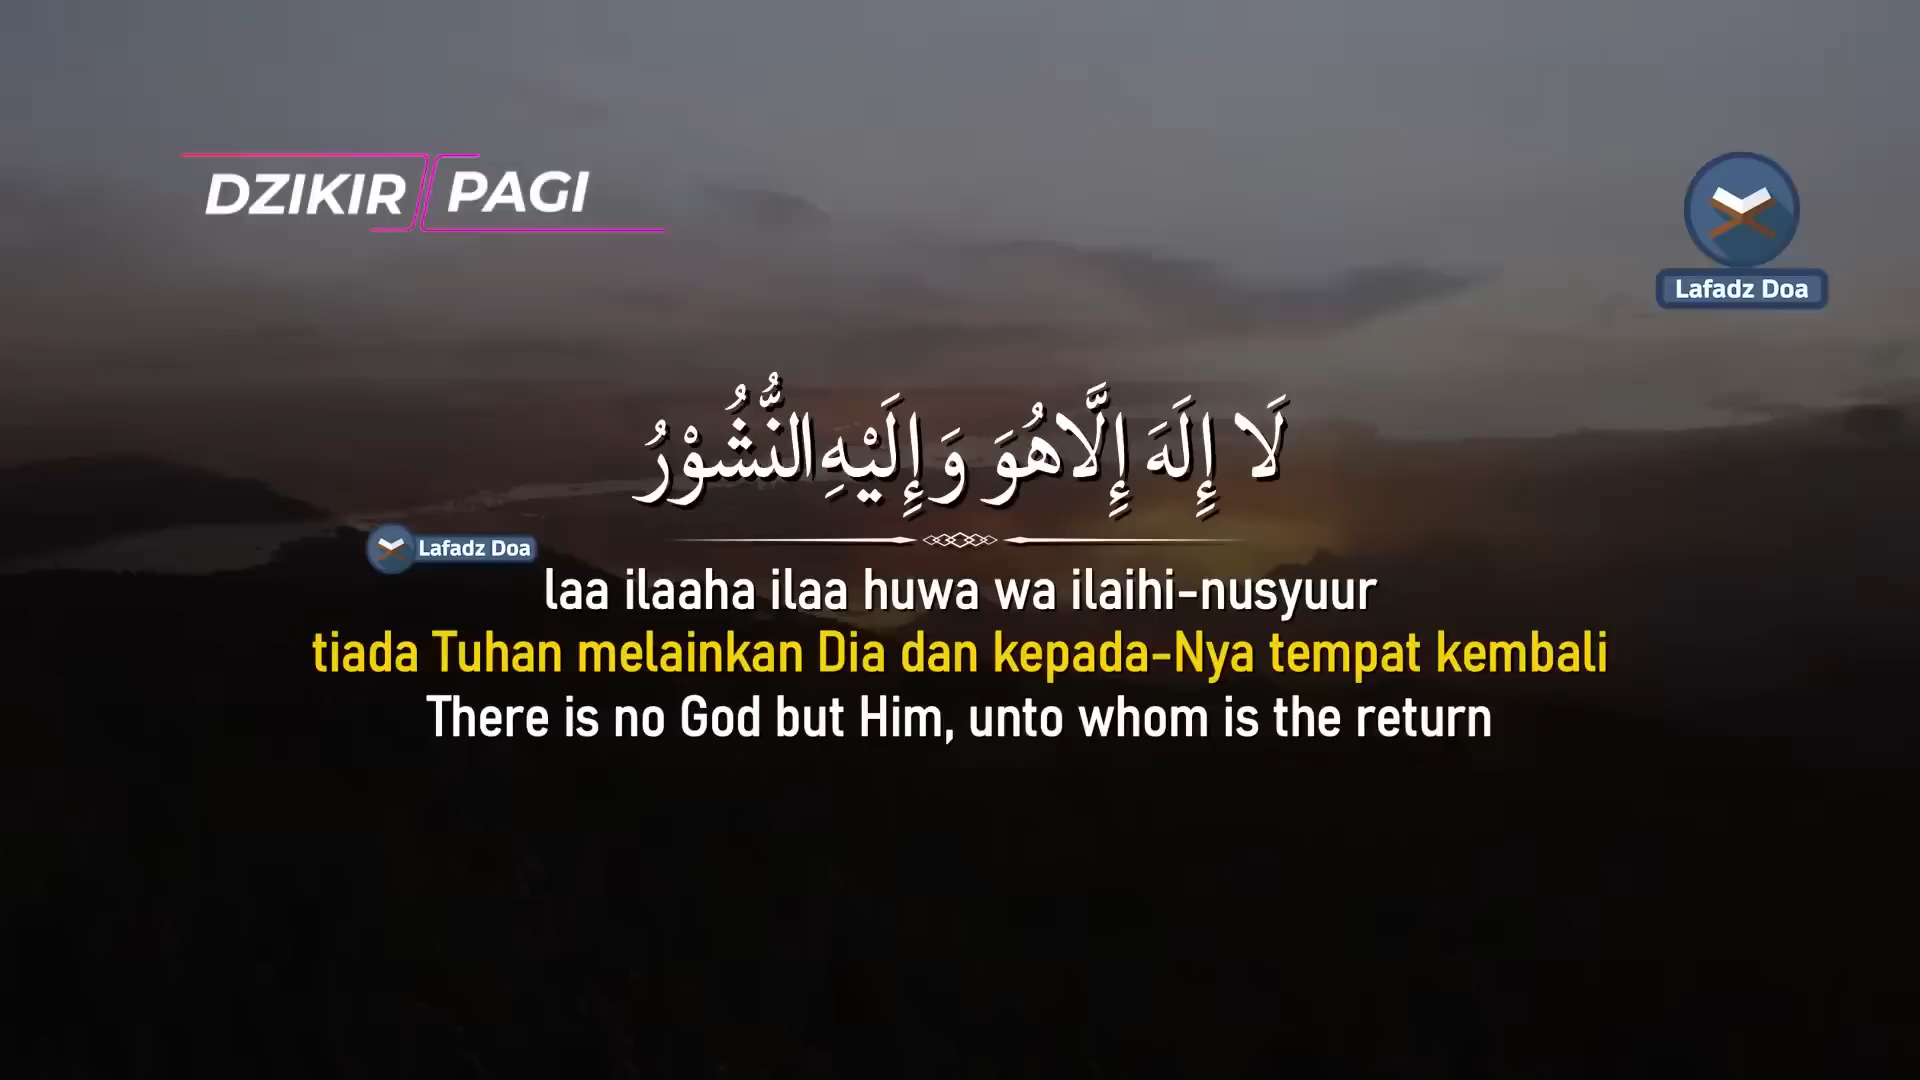 DZIKIR PAGI
Lafadz Doa
لَا إِلَهَ إِلَّاهُوَ وَإِلَيْهِ النُّشُوْرُ
Lafadz Doa
laa ilaaha ilaa huwa wa ilaihi-nusyuur
tiada Tuhan melainkan Dia dan kepada-Nya tempat kembali
There is no God but Him, unto whom is the return